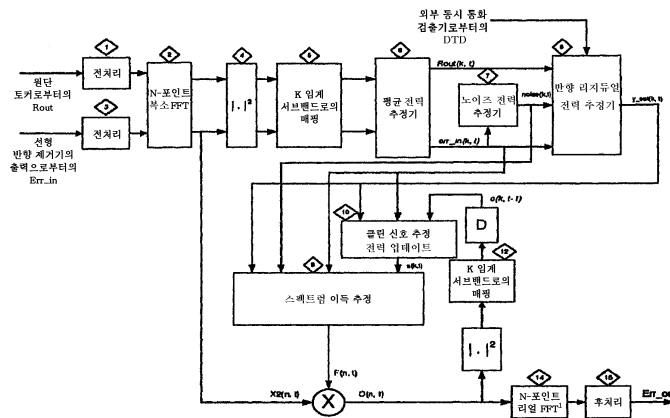 외부 동시 통화
검출기로부터의
DTD
1
2
4
5
6
8
전처리
원단
토커로부터의
Rout
N-포인트
복소 FFT
|.|²
K 임계
서브밴드로의
매핑
평균 전력
추정기
Rout(k, t)
7
노이즈 전력
추정기
noise(k,t)
반향 리지듀얼
전력 추정기
3
전처리
선형
반향 제거기의
출력으로부터의
Err_in
err_in(k, t)
10
클린 신호 추정
전력 업데이트
s(k,t)
D
12
K 임계
서브밴드로의
매핑
9
스펙트럼 이득 추정
|.|²
F(n, t)
X2(n, t)
X
O(n, t)
14
N-포인트
리얼 FFT¹
15
후처리